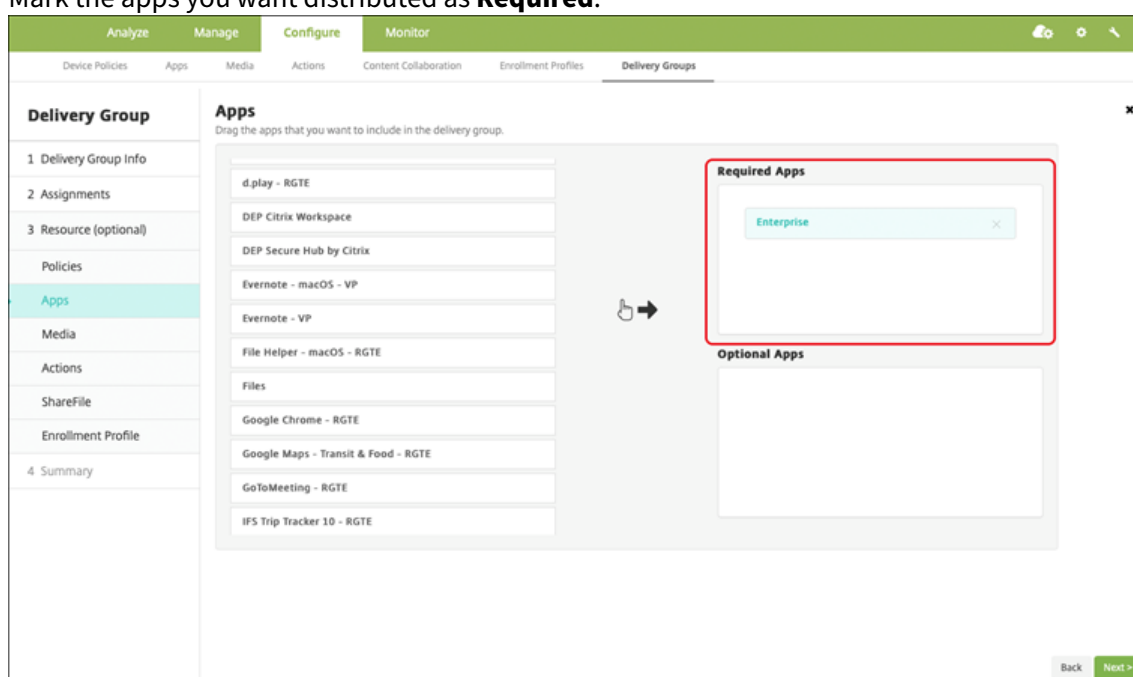 Mark the apps you want distributed as Required.
Analyze Manage Configure Monitor
Device Policies Apps Media Actions Content Collaboration Enrollment Profiles Delivery Groups
Delivery Group
1 Delivery Group Info
2 Assignments
3 Resource (optional)
Policies
Apps
Media
Actions
ShareFile
Enrollment Profile
4 Summary
Apps
Drag the apps that you want to include in the delivery group.
d.play - RGTE
DEP Citrix Workspace
DEP Secure Hub by Citrix
Evernote - macOS - VP
Evernote - VP
File Helper - macOS - RGTE
Files
Google Chrome - RGTE
Google Maps - Transit & Food - RGTE
GoToMeeting - RGTE
IFS Trip Tracker 10 - RGTE
Required Apps
Enterprise
Optional Apps
Back Next >